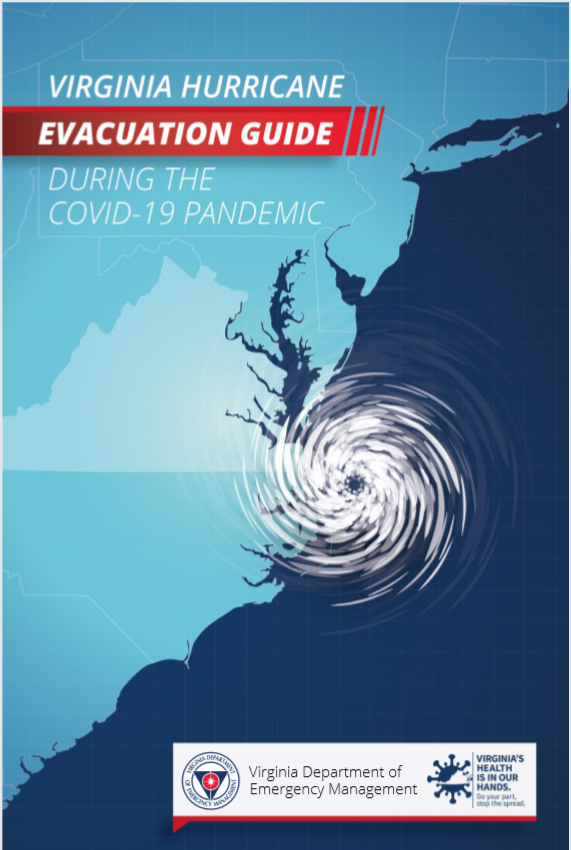 VIRGINIA HURRICANE
EVACUATION GUIDE
DURING THE
COVID-19 PANDEMIC
VIRGINIA DEPARTMENT
OF EMERGENCY MANAGEMENT
Virginia Department of
Emergency Management
VIRGINIA'S
HEALTH
IS IN OUR
HANDS.
Do your part,
stop the spread.